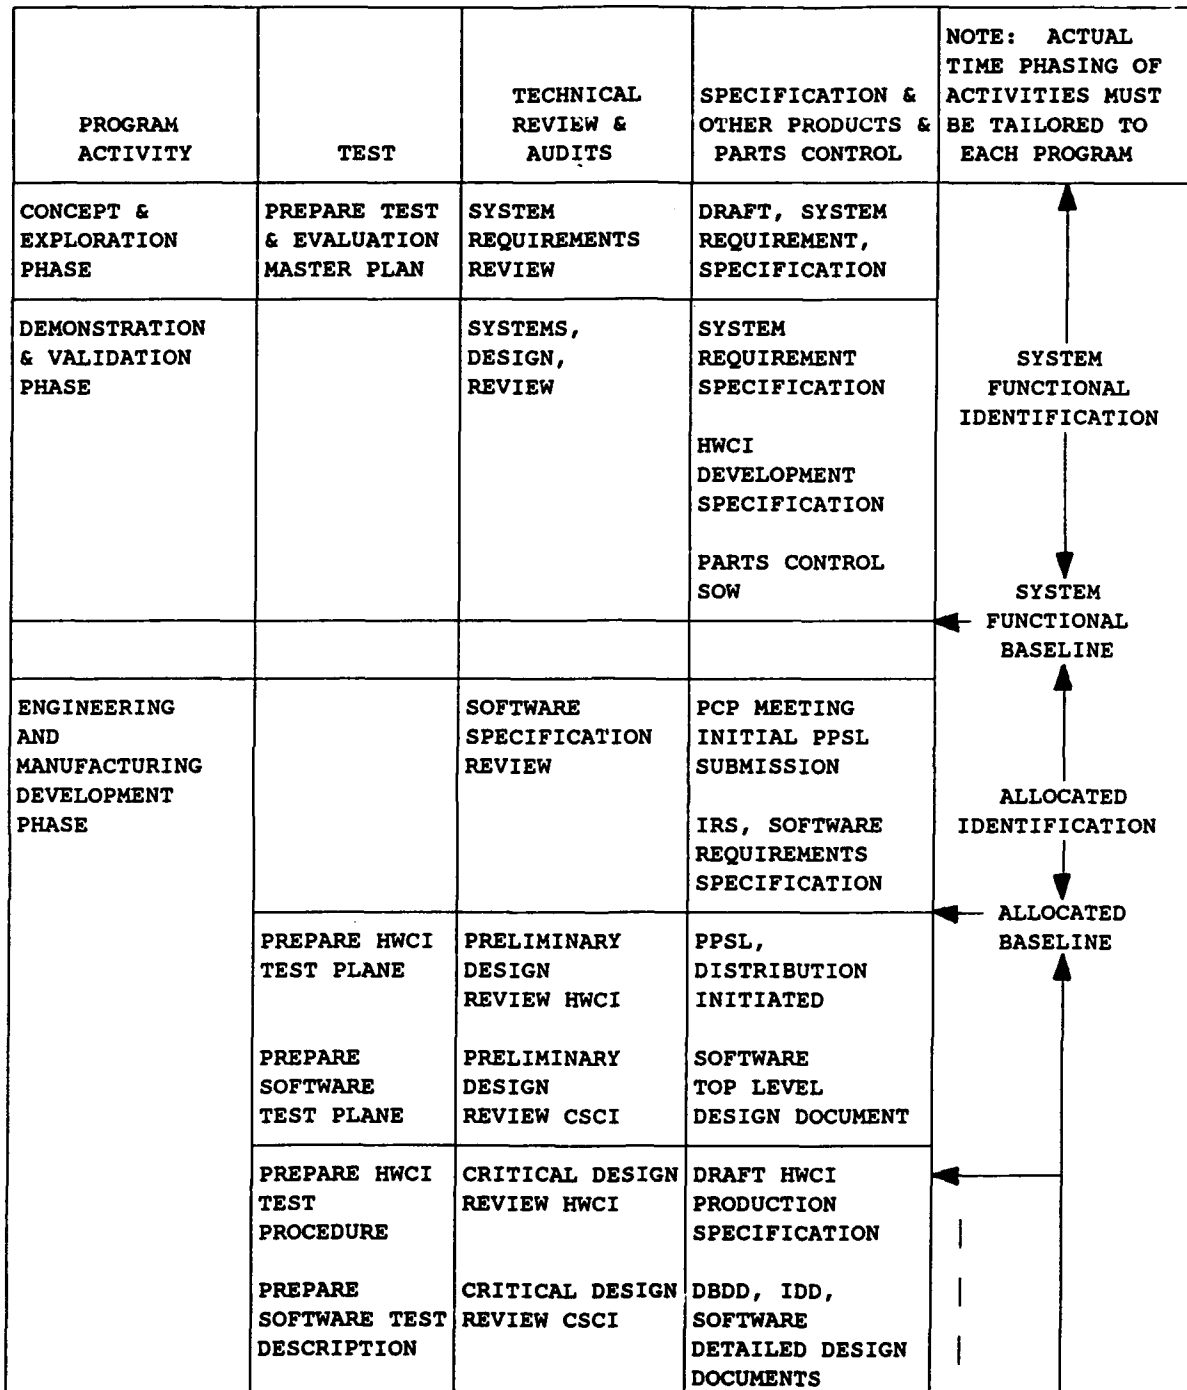 PROGRAM
ACTIVITY
TEST
TECHNICAL
REVIEW &
AUDITS
SPECIFICATION &
OTHER PRODUCTS &
PARTS CONTROL
NOTE: ACTUAL
TIME PHASING OF
ACTIVITIES MUST
BE TAILORED TO
EACH PROGRAM
CONCEPT &
EXPLORATION
PHASE
PREPARE TEST
& EVALUATION
MASTER PLAN
SYSTEM
REQUIREMENTS
REVIEW
DRAFT, SYSTEM
REQUIREMENT,
SPECIFICATION
DEMONSTRATION
& VALIDATION
PHASE
SYSTEMS,
DESIGN,
REVIEW
SYSTEM
REQUIREMENT
SPECIFICATION
HWCI
DEVELOPMENT
SPECIFICATION
PARTS CONTROL
SOW
SYSTEM
FUNCTIONAL
IDENTIFICATION
SYSTEM
FUNCTIONAL
BASELINE
ENGINEERING
AND
MANUFACTURING
DEVELOPMENT
PHASE
SOFTWARE
SPECIFICATION
REVIEW
PCP MEETING
INITIAL PPSL
SUBMISSION
IRS, SOFTWARE
REQUIREMENTS
SPECIFICATION
ALLOCATED
IDENTIFICATION
ALLOCATED
BASELINE
PREPARE HWCI
TEST PLANE
PRELIMINARY
DESIGN
REVIEW HWCI
PPSL,
DISTRIBUTION
INITIATED
PREPARE
SOFTWARE
TEST PLANE
PRELIMINARY
DESIGN
REVIEW CSCI
SOFTWARE
TOP LEVEL
DESIGN DOCUMENT
PREPARE HWCI
TEST
PROCEDURE
CRITICAL DESIGN
REVIEW HWCI
DRAFT HWCI
PRODUCTION
SPECIFICATION
PREPARE
SOFTWARE TEST
DESCRIPTION
CRITICAL DESIGN
REVIEW CSCI
DBDD, IDD,
SOFTWARE
DETAILED DESIGN
DOCUMENTS